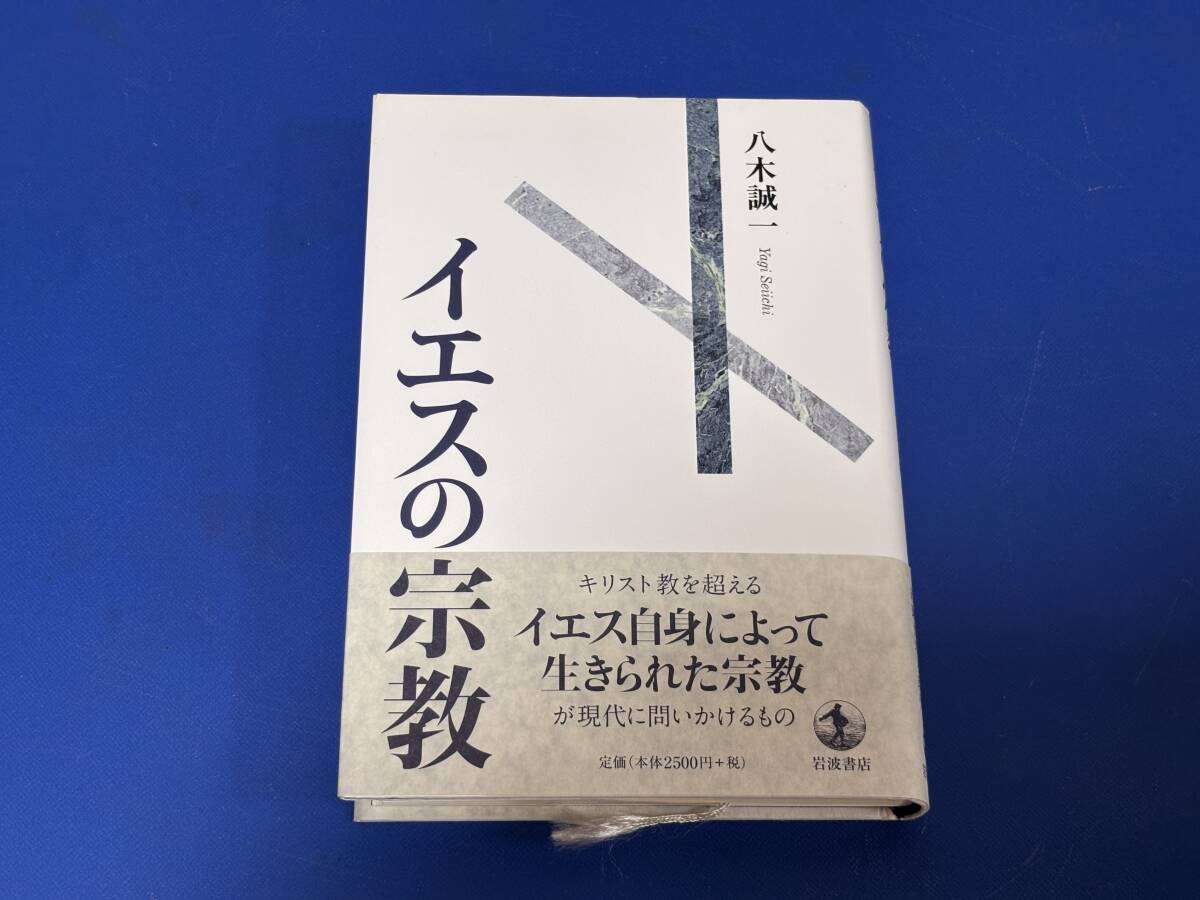 八木誠一
Yagi Seiichi
イエスの宗教
キリスト教を超える
イエス自身によって
生きられた宗教
が現代に問いかけるもの
定価(本体2500円+税)
岩波書店